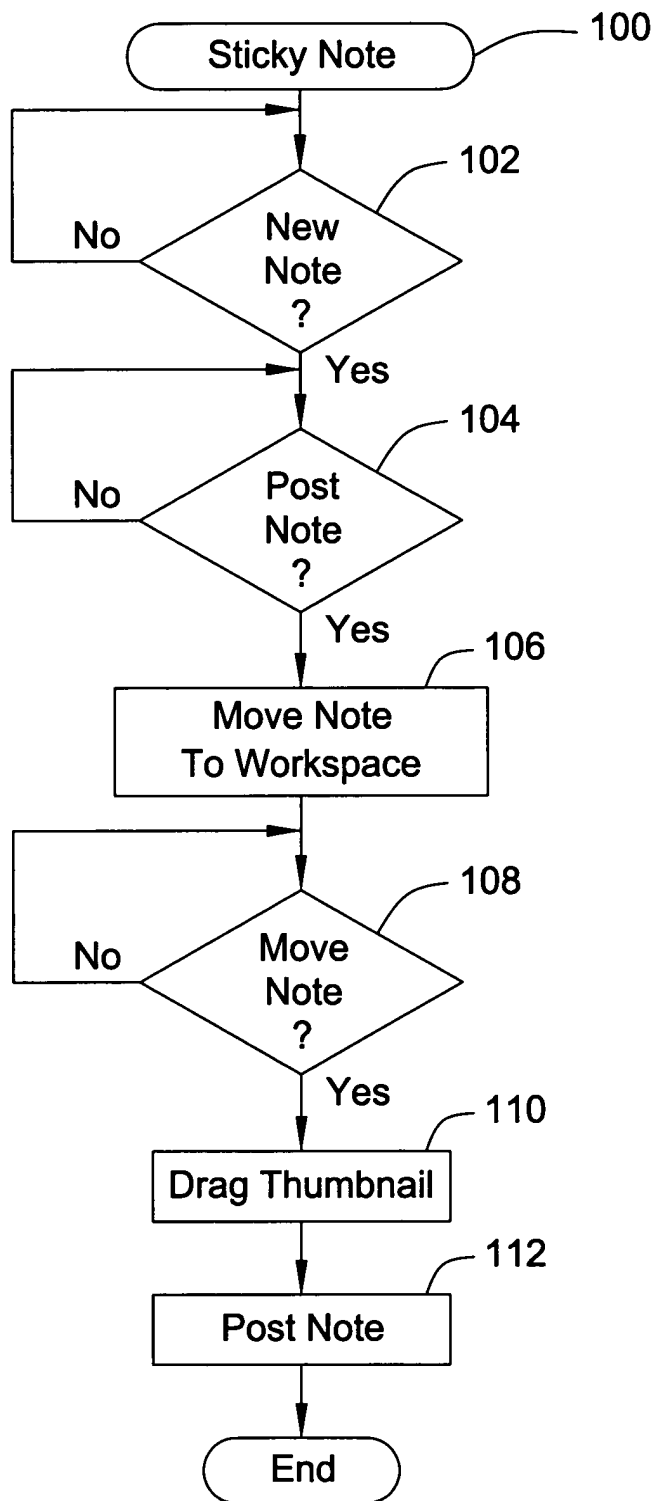 Sticky Note
100
102
New
Note
?
No
Yes
104
Post
Note
?
No
Yes
106
Move Note
To Workspace
108
Move
Note
?
No
Yes
110
Drag Thumbnail
112
Post Note
End